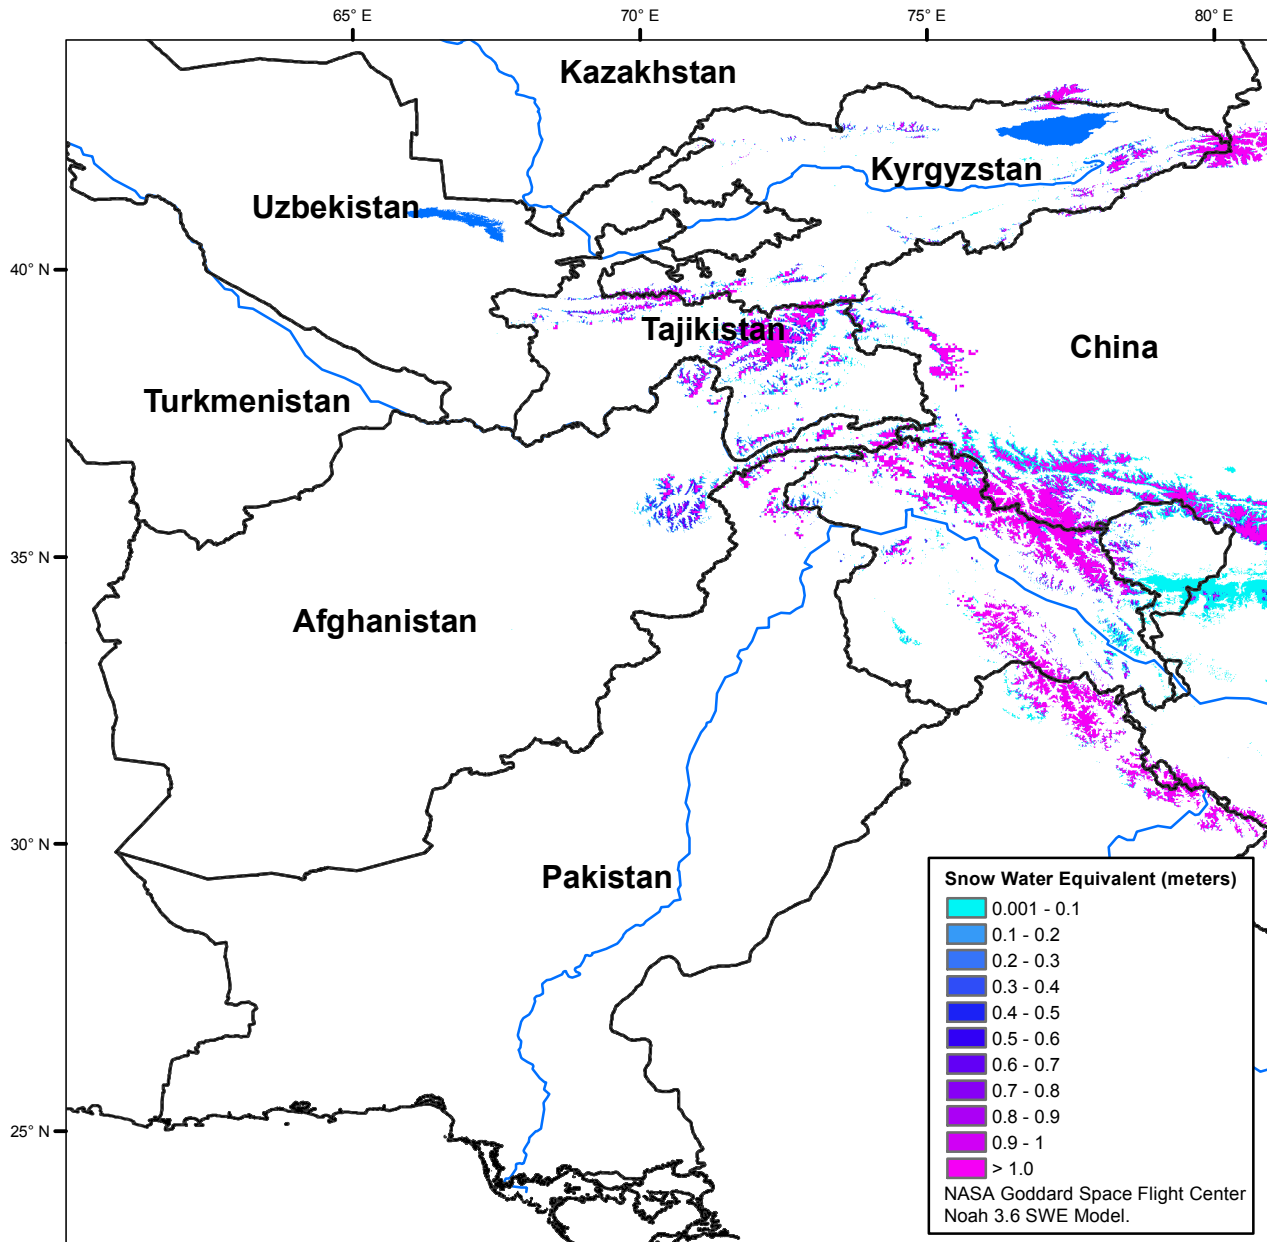 65° E
70° E
75° E
80° E
Kazakhstan
Kyrgyzstan
Uzbekistan
40° N
Tajikistan
China
Turkmenistan
35° N
Afghanistan
30° N
Pakistan
25° N
Snow Water Equivalent (meters)
0.001 - 0.1
0.1 - 0.2
0.2 - 0.3
0.3 - 0.4
0.4 - 0.5
0.5 - 0.6
0.6 - 0.7
0.7 - 0.8
0.8 - 0.9
0.9 - 1
> 1.0
NASA Goddard Space Flight Center
Noah 3.6 SWE Model.